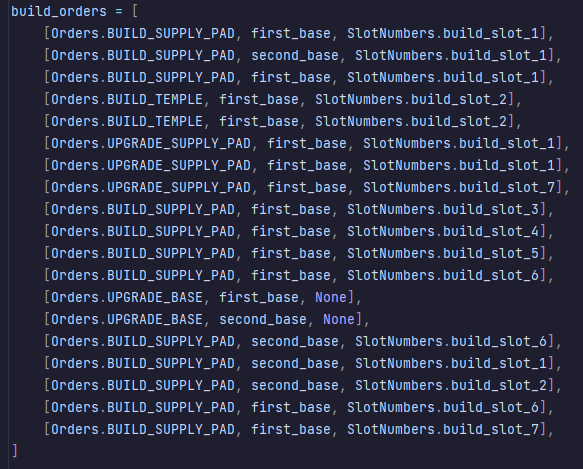 build_orders = [
    [Orders.BUILD_SUPPLY_PAD, first_base, SlotNumbers.build_slot_1],
    [Orders.BUILD_SUPPLY_PAD, second_base, SlotNumbers.build_slot_1],
    [Orders.BUILD_SUPPLY_PAD, first_base, SlotNumbers.build_slot_1],
    [Orders.BUILD_TEMPLE, first_base, SlotNumbers.build_slot_2],
    [Orders.BUILD_TEMPLE, first_base, SlotNumbers.build_slot_2],
    [Orders.UPGRADE_SUPPLY_PAD, first_base, SlotNumbers.build_slot_1],
    [Orders.UPGRADE_SUPPLY_PAD, first_base, SlotNumbers.build_slot_1],
    [Orders.UPGRADE_SUPPLY_PAD, first_base, SlotNumbers.build_slot_7],
    [Orders.BUILD_SUPPLY_PAD, first_base, SlotNumbers.build_slot_3],
    [Orders.BUILD_SUPPLY_PAD, first_base, SlotNumbers.build_slot_4],
    [Orders.BUILD_SUPPLY_PAD, first_base, SlotNumbers.build_slot_5],
    [Orders.BUILD_SUPPLY_PAD, first_base, SlotNumbers.build_slot_6],
    [Orders.UPGRADE_BASE, first_base, None],
    [Orders.UPGRADE_BASE, second_base, None],
    [Orders.BUILD_SUPPLY_PAD, second_base, SlotNumbers.build_slot_6],
    [Orders.BUILD_SUPPLY_PAD, second_base, SlotNumbers.build_slot_1],
    [Orders.BUILD_SUPPLY_PAD, second_base, SlotNumbers.build_slot_2],
    [Orders.BUILD_SUPPLY_PAD, first_base, SlotNumbers.build_slot_6],
    [Orders.BUILD_SUPPLY_PAD, first_base, SlotNumbers.build_slot_7],
]